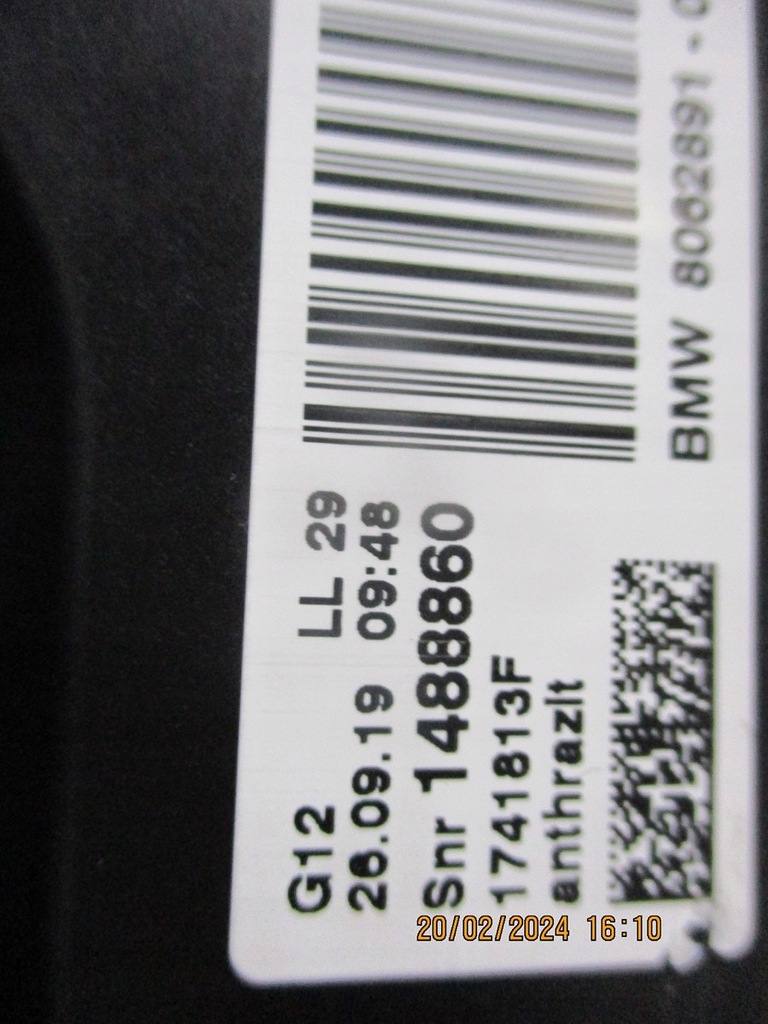 G12 LL 29
26.09.19 09:48
Snr 1488860
1741813F
anthrazit
BMW 8062891 - 0
20/02/2024 16:10